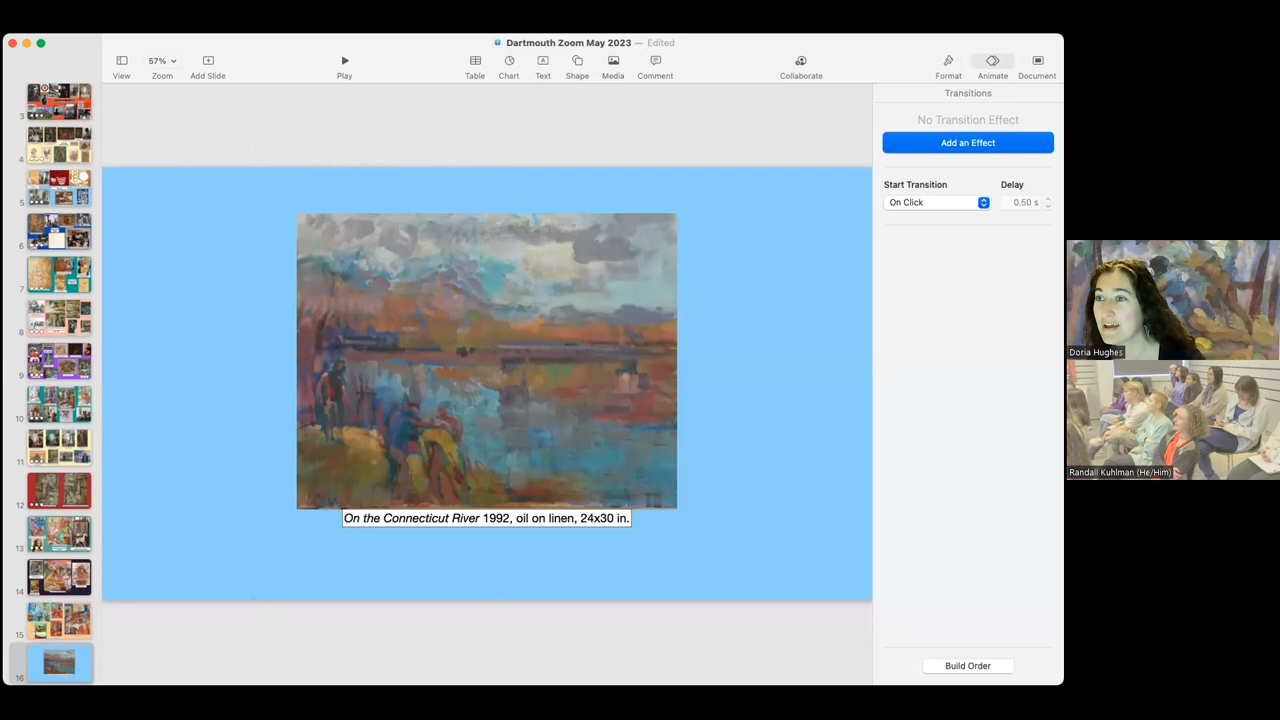 Dartmouth Zoom May 2023 — Edited
57%
View
Zoom
Add Slide
Play
Table
Chart
Text
Shape
Media
Comment
Collaborate
Format
Animate
Document
Transitions
No Transition Effect
Add an Effect
Start Transition
Delay
On Click
0.50 s
3
4
5
6
7
8
9
10
11
12
13
14
15
16
On the Connecticut River 1992, oil on linen, 24x30 in.
Build Order
Doria Hughes
Randall Kuhlman (He/Him)